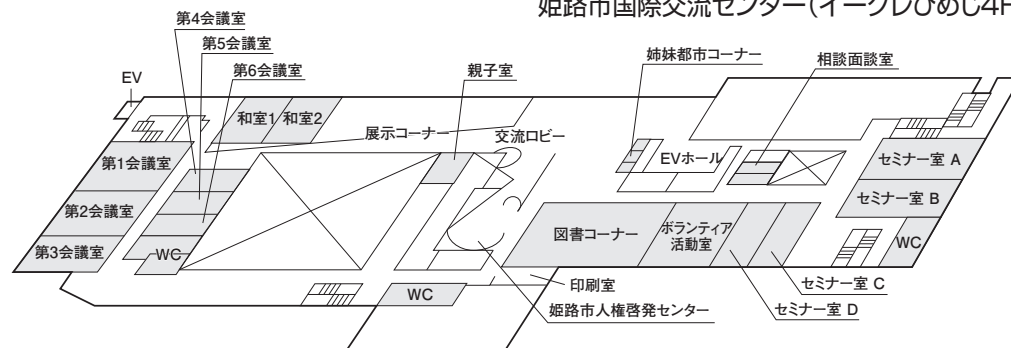 姫路市国際交流センター(イーグレひめじ4F
第4会議室
第5会議室
第6会議室
EV
親子室
姉妹都市コーナー
相談面談室
和室1
和室2
展示コーナー
交流ロビー
EVホール
第1会議室
セミナー室 A
第2会議室
セミナー室 B
第3会議室
WC
図書コーナー
ボランティア
活動室
WC
WC
印刷室
セミナー室 C
姫路市人権啓発センター
セミナー室 D